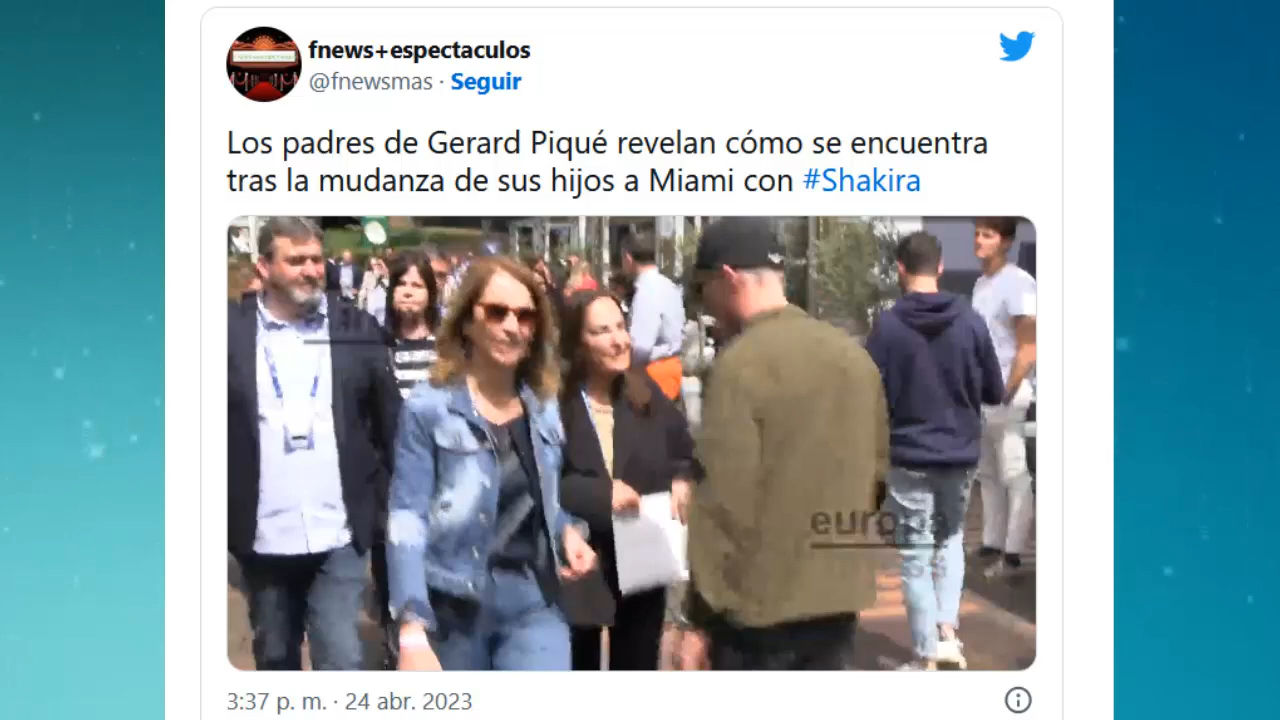 fnews+espectaculos
@fnewsmas · Seguir
Los padres de Gerard Piqué revelan cómo se encuentra
tras la mudanza de sus hijos a Miami con #Shakira
europa
3:37 p. m. · 24 abr. 2023